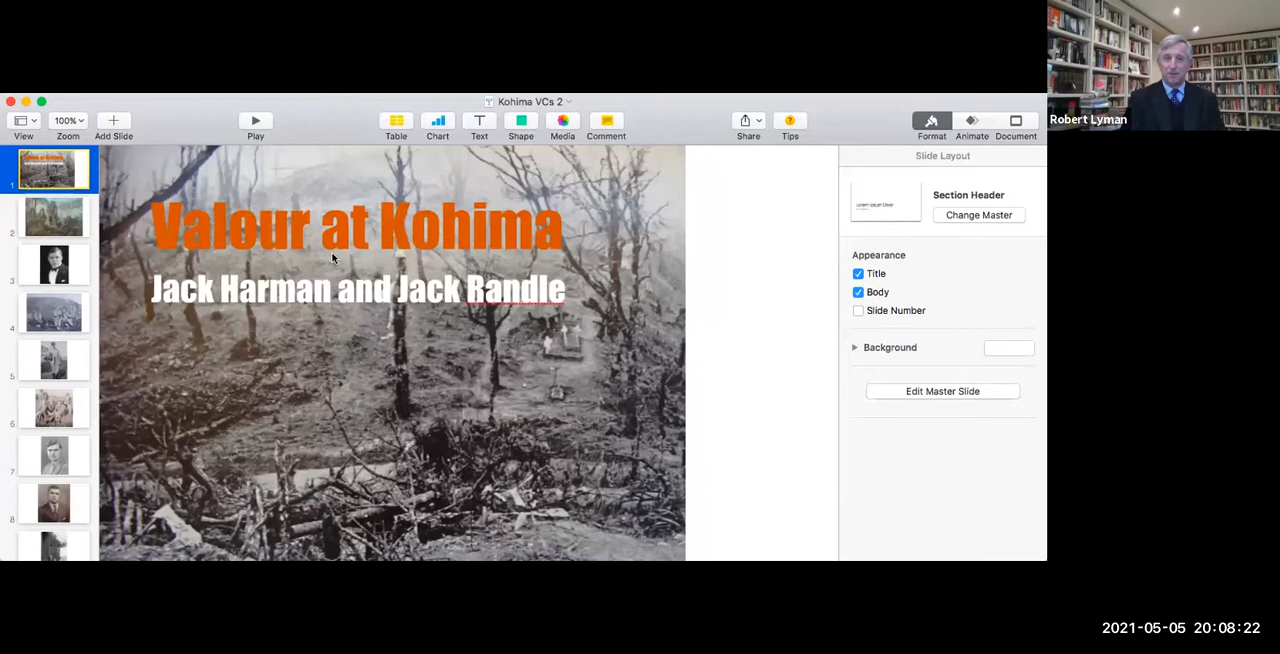 Kohima VCs 2
View
100%
Zoom
Add Slide
Play
Table
Chart
Text
Shape
Media
Comment
Share
Tips
Format
Animate
Document
Robert Lyman
1
2
3
4
5
6
7
8
Valour at Kohima
Jack Harman and Jack Randle
Slide Layout
Section Header
Change Master
Appearance
Title
Body
Slide Number
Background
Edit Master Slide
2021-05-05 20:08:22